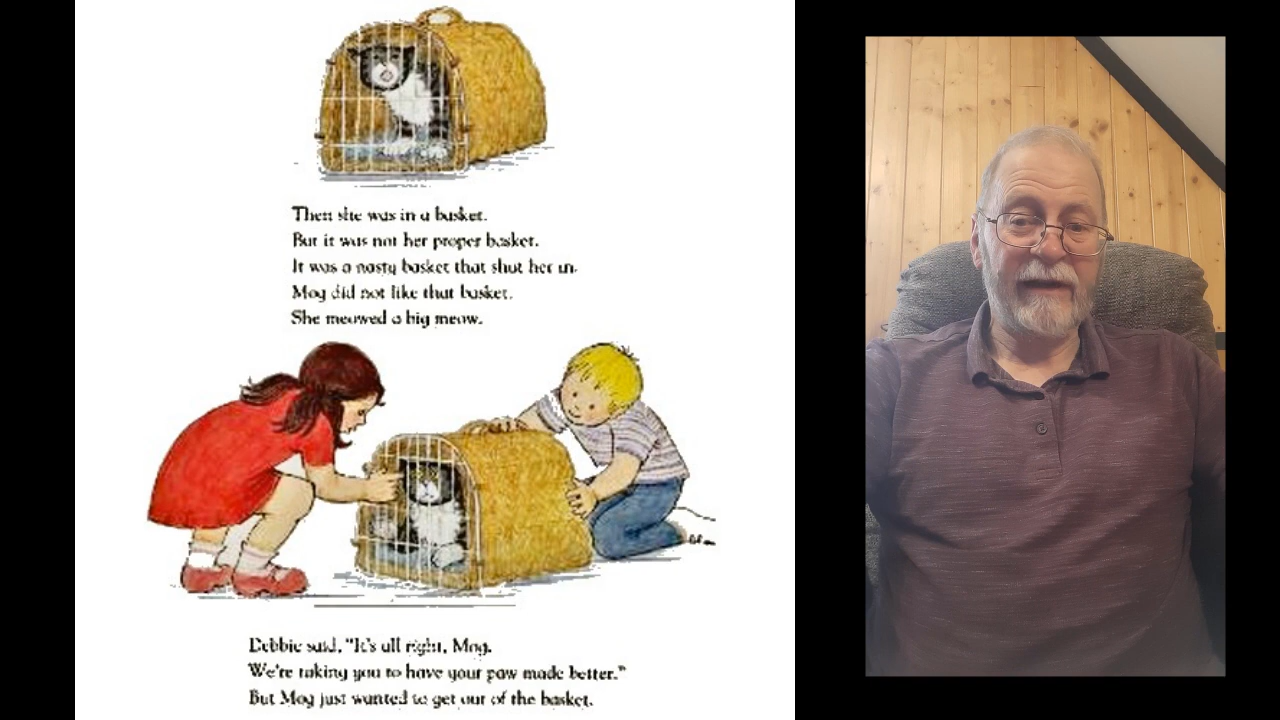 Then she was in a basket.
But it was not her proper basket.
It was a nasty basket that shut her in.
Mog did not like that basket.
She meowed a big meow.
Debbie said, "It's all right, Mog.
We're taking you to have your paw made better."
But Mog just wanted to get out of the basket.